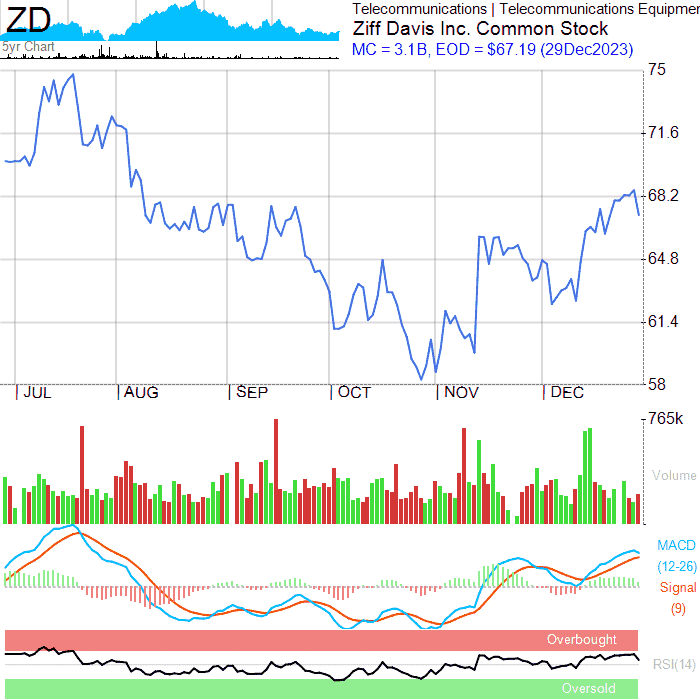 ZD
5yr Chart
Telecommunications | Telecommunications Equipmen
Ziff Davis Inc. Common Stock
MC = 3.1B, EOD = $67.19 (29Dec2023)
75
71.6
68.2
64.8
61.4
58
| JUL | AUG | SEP | OCT | NOV | DEC
765k
Volume
MACD
(12-26)
Signal
(9)
Overbought
RSI(14)
Oversold